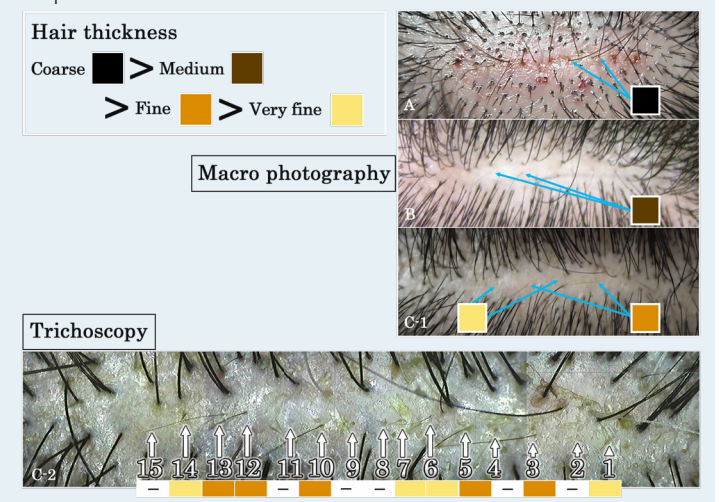 Hair thickness
Coarse > Medium
> Fine > Very fine
A
Macro photography
B
C-1
Trichoscopy
15 14 13 12 11 10 9 8 7 6 5 4 3 2 1
C-2
– – – – – – –